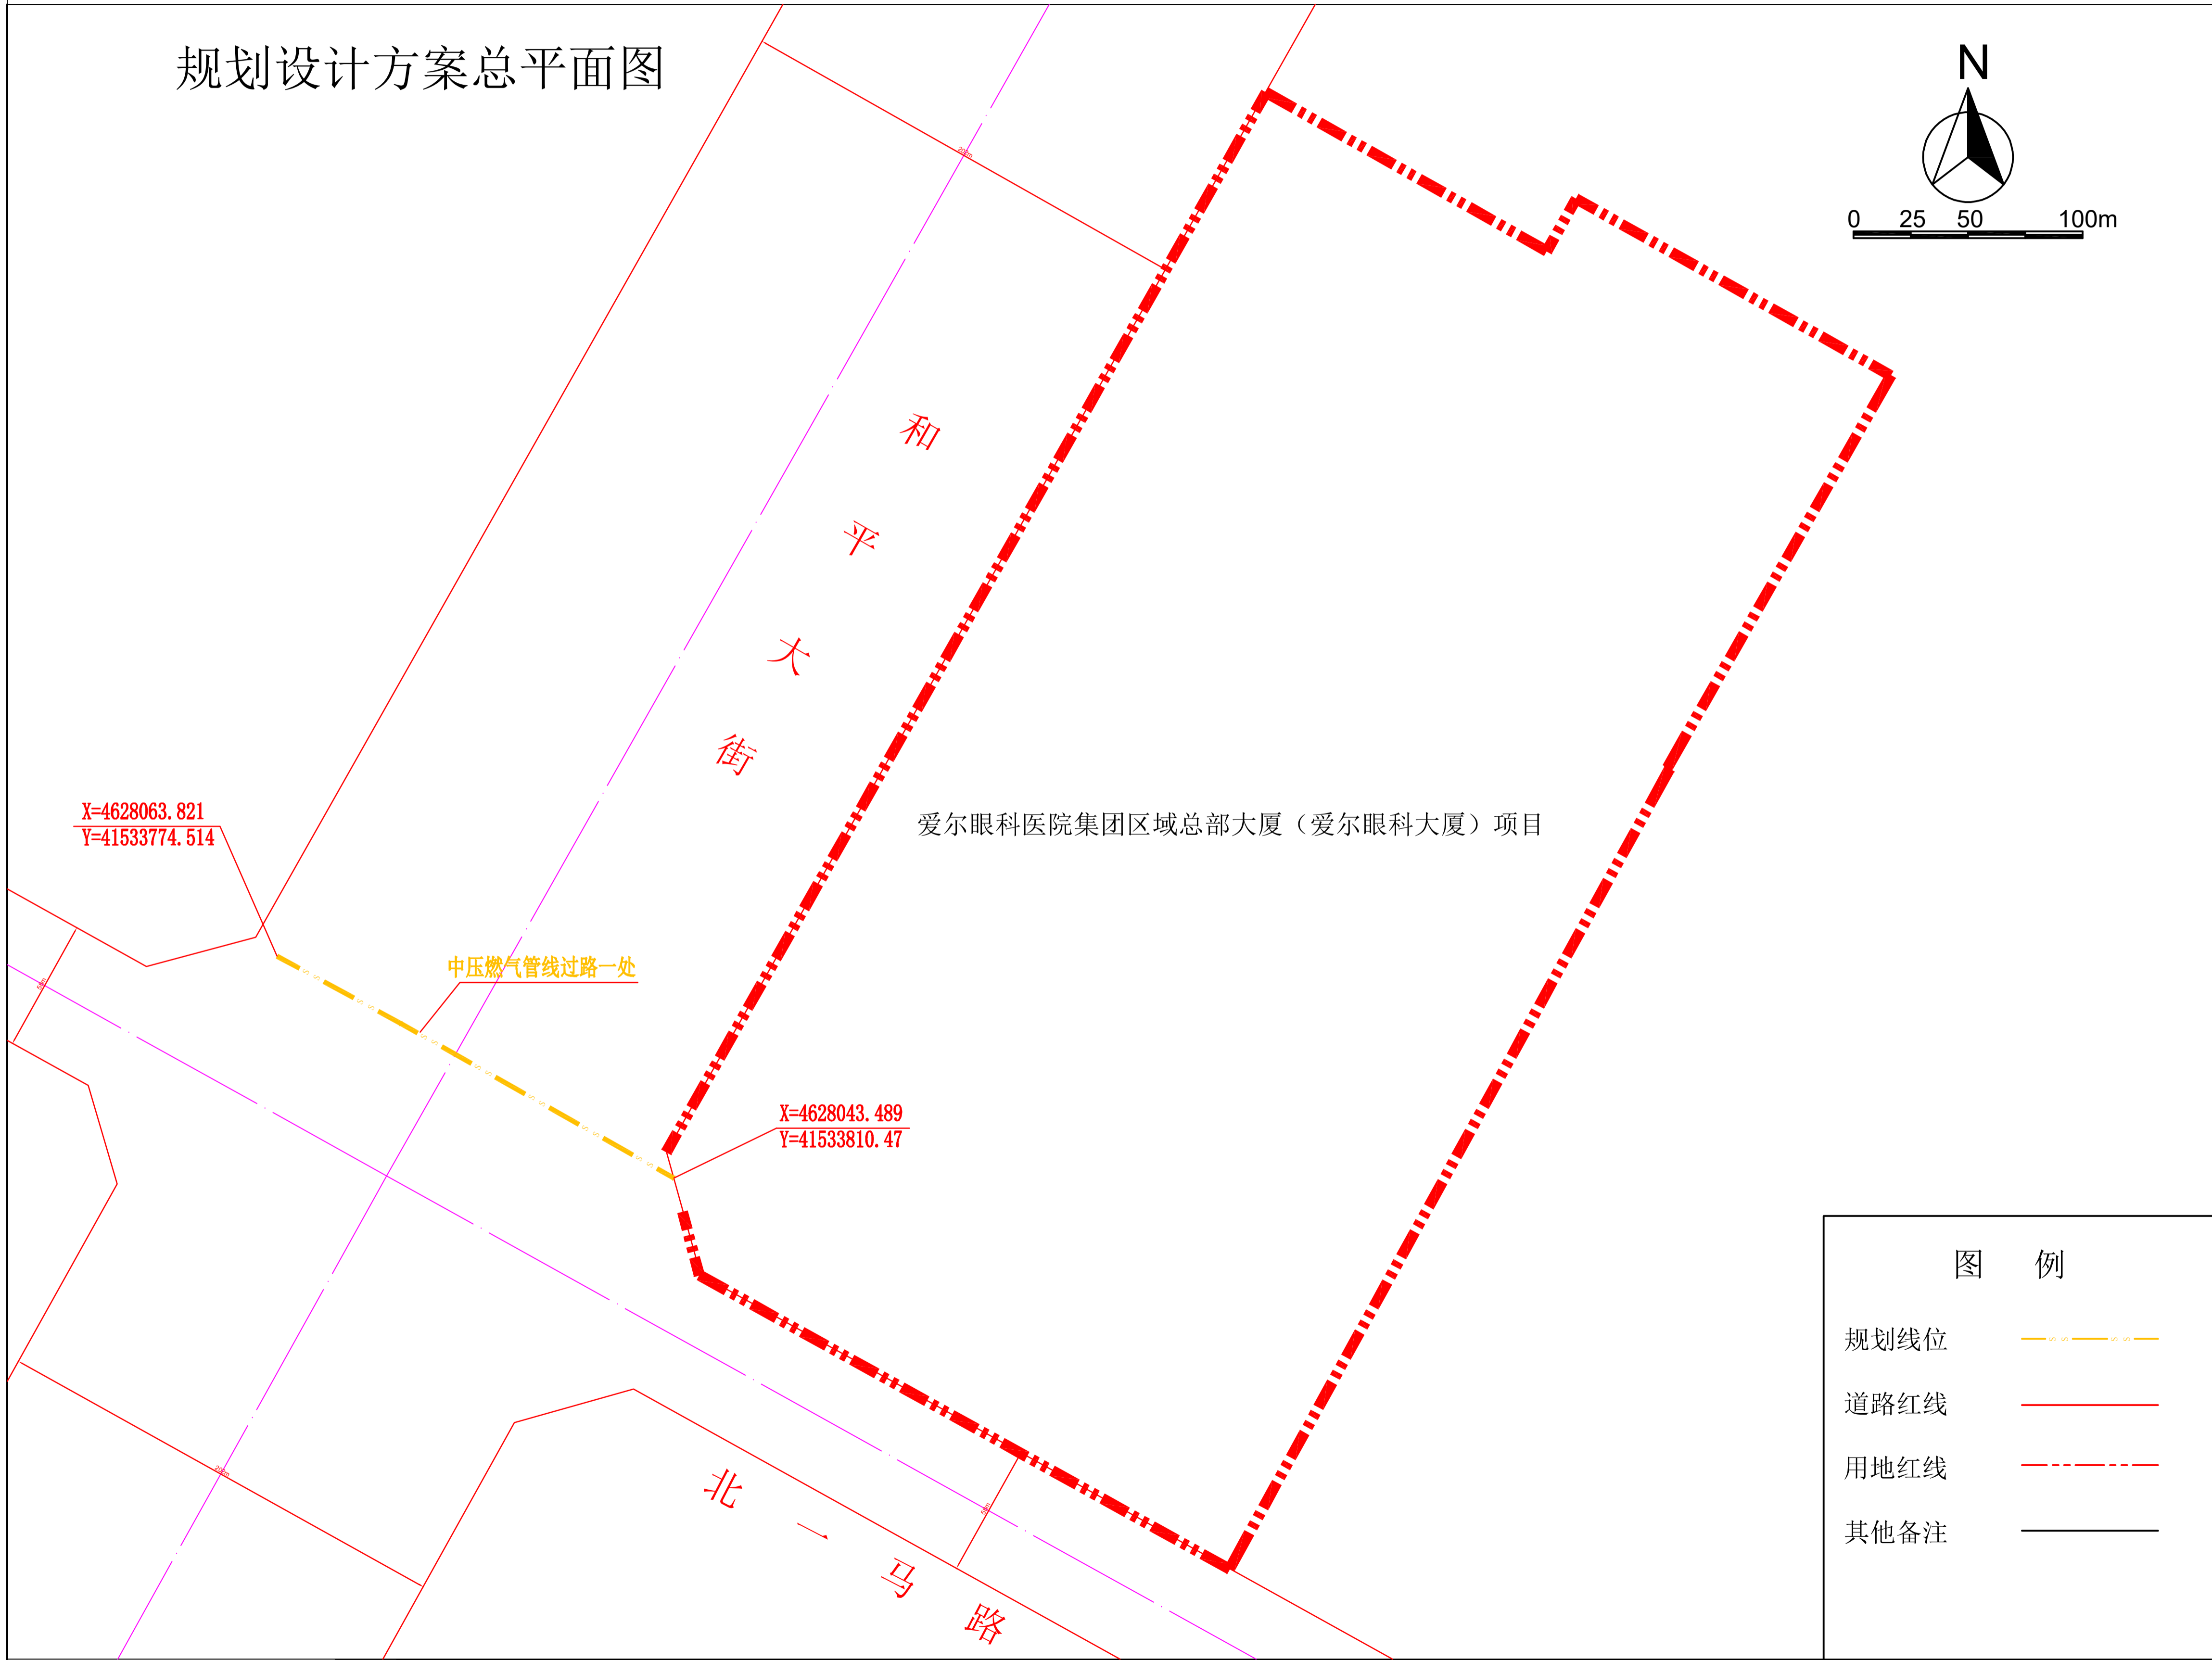 规划设计方案总平面图
N
0 25 50 100m
和平大街
X=4628063.821
Y=41533774.514
爱尔眼科医院集团区域总部大厦（爱尔眼科大厦）项目
中压燃气管线过路一处
X=4628043.489
Y=41533810.47
北一马路
图 例
规划线位
道路红线
用地红线
其他备注